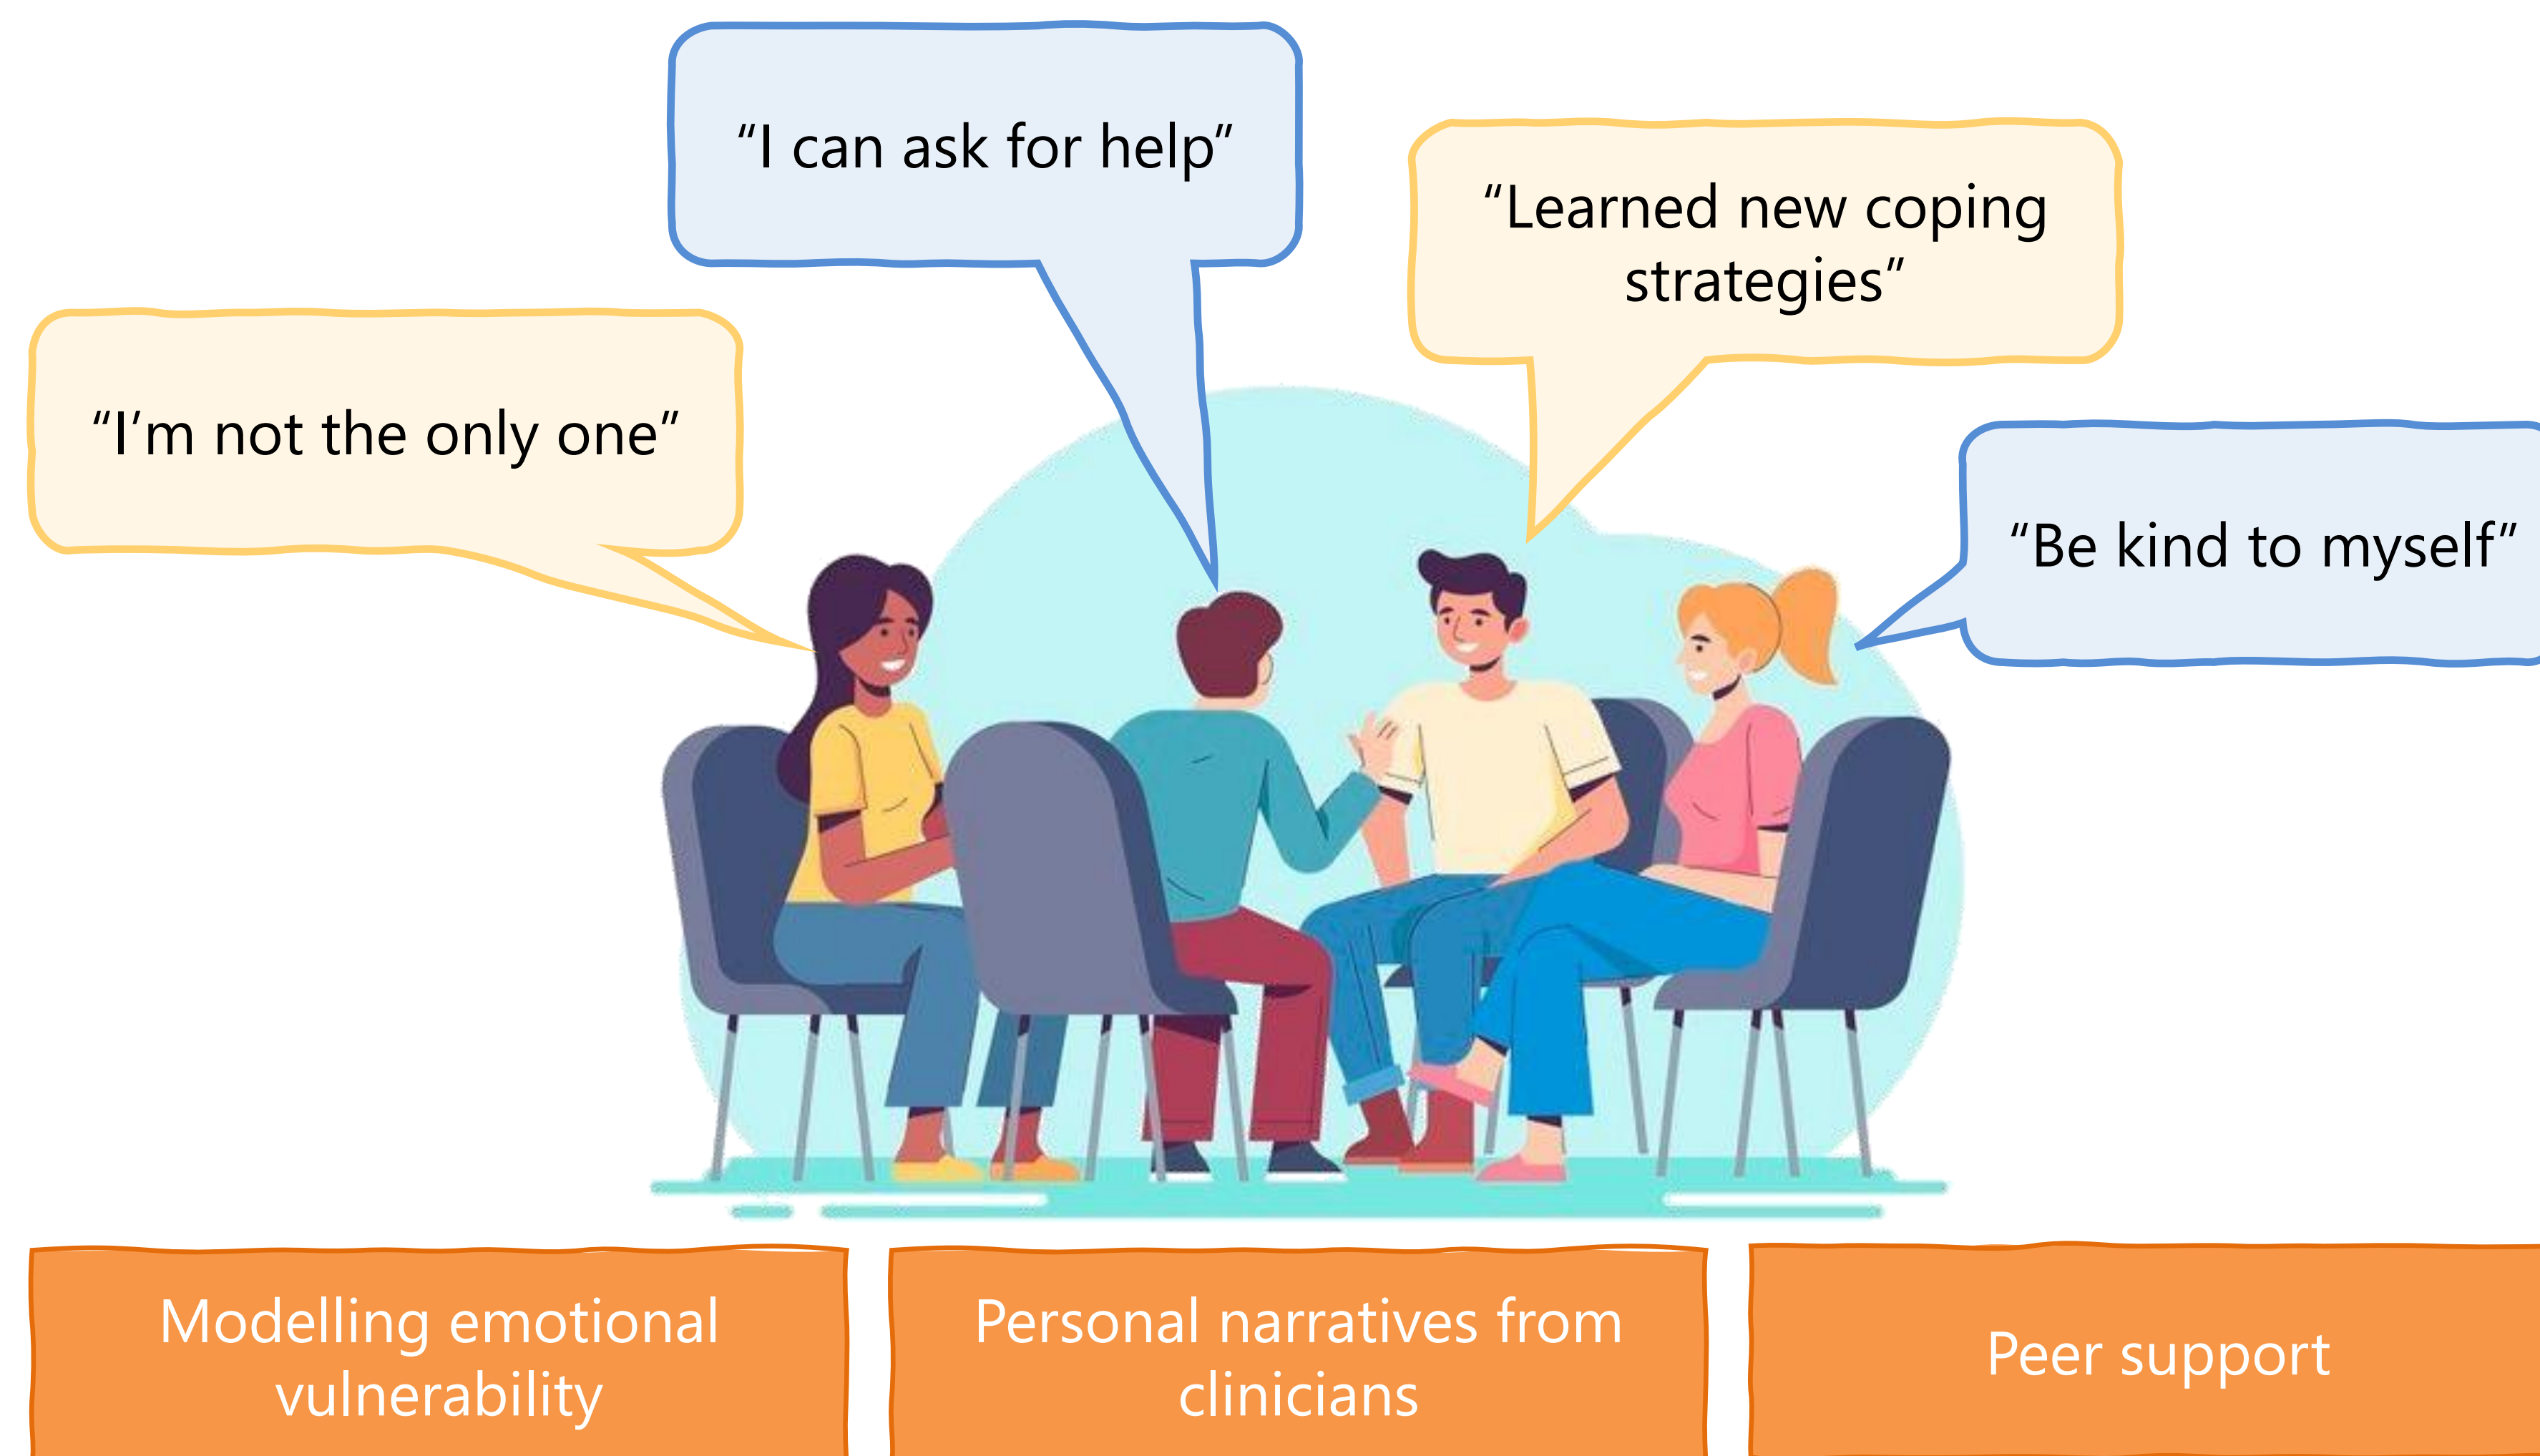 “I can ask for help”
“Learned new coping
strategies”
“I’m not the only one”
“Be kind to myself”
Modelling emotional
vulnerability
Personal narratives from
clinicians
Peer support